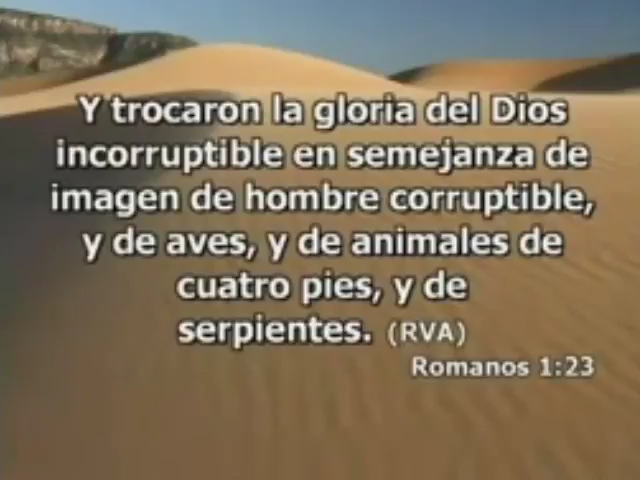 Y trocaron la gloria del Dios
incorruptible en semejanza de
imagen de hombre corruptible,
y de aves, y de animales de
cuatro pies, y de
serpientes. (RVA)
Romanos 1:23